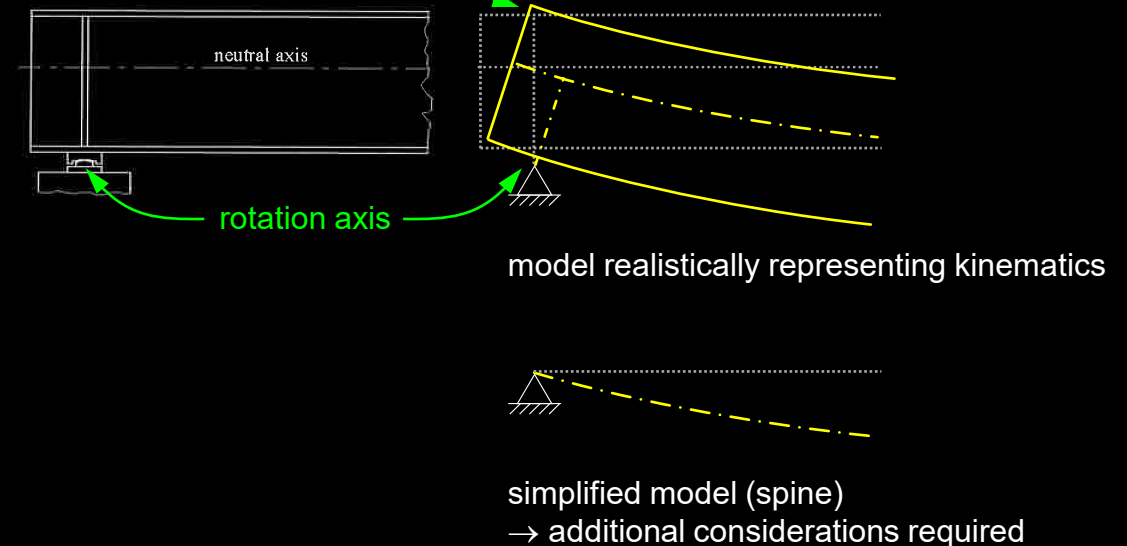 neutral axis
rotation axis
model realistically representing kinematics
simplified model (spine)
→ additional considerations required